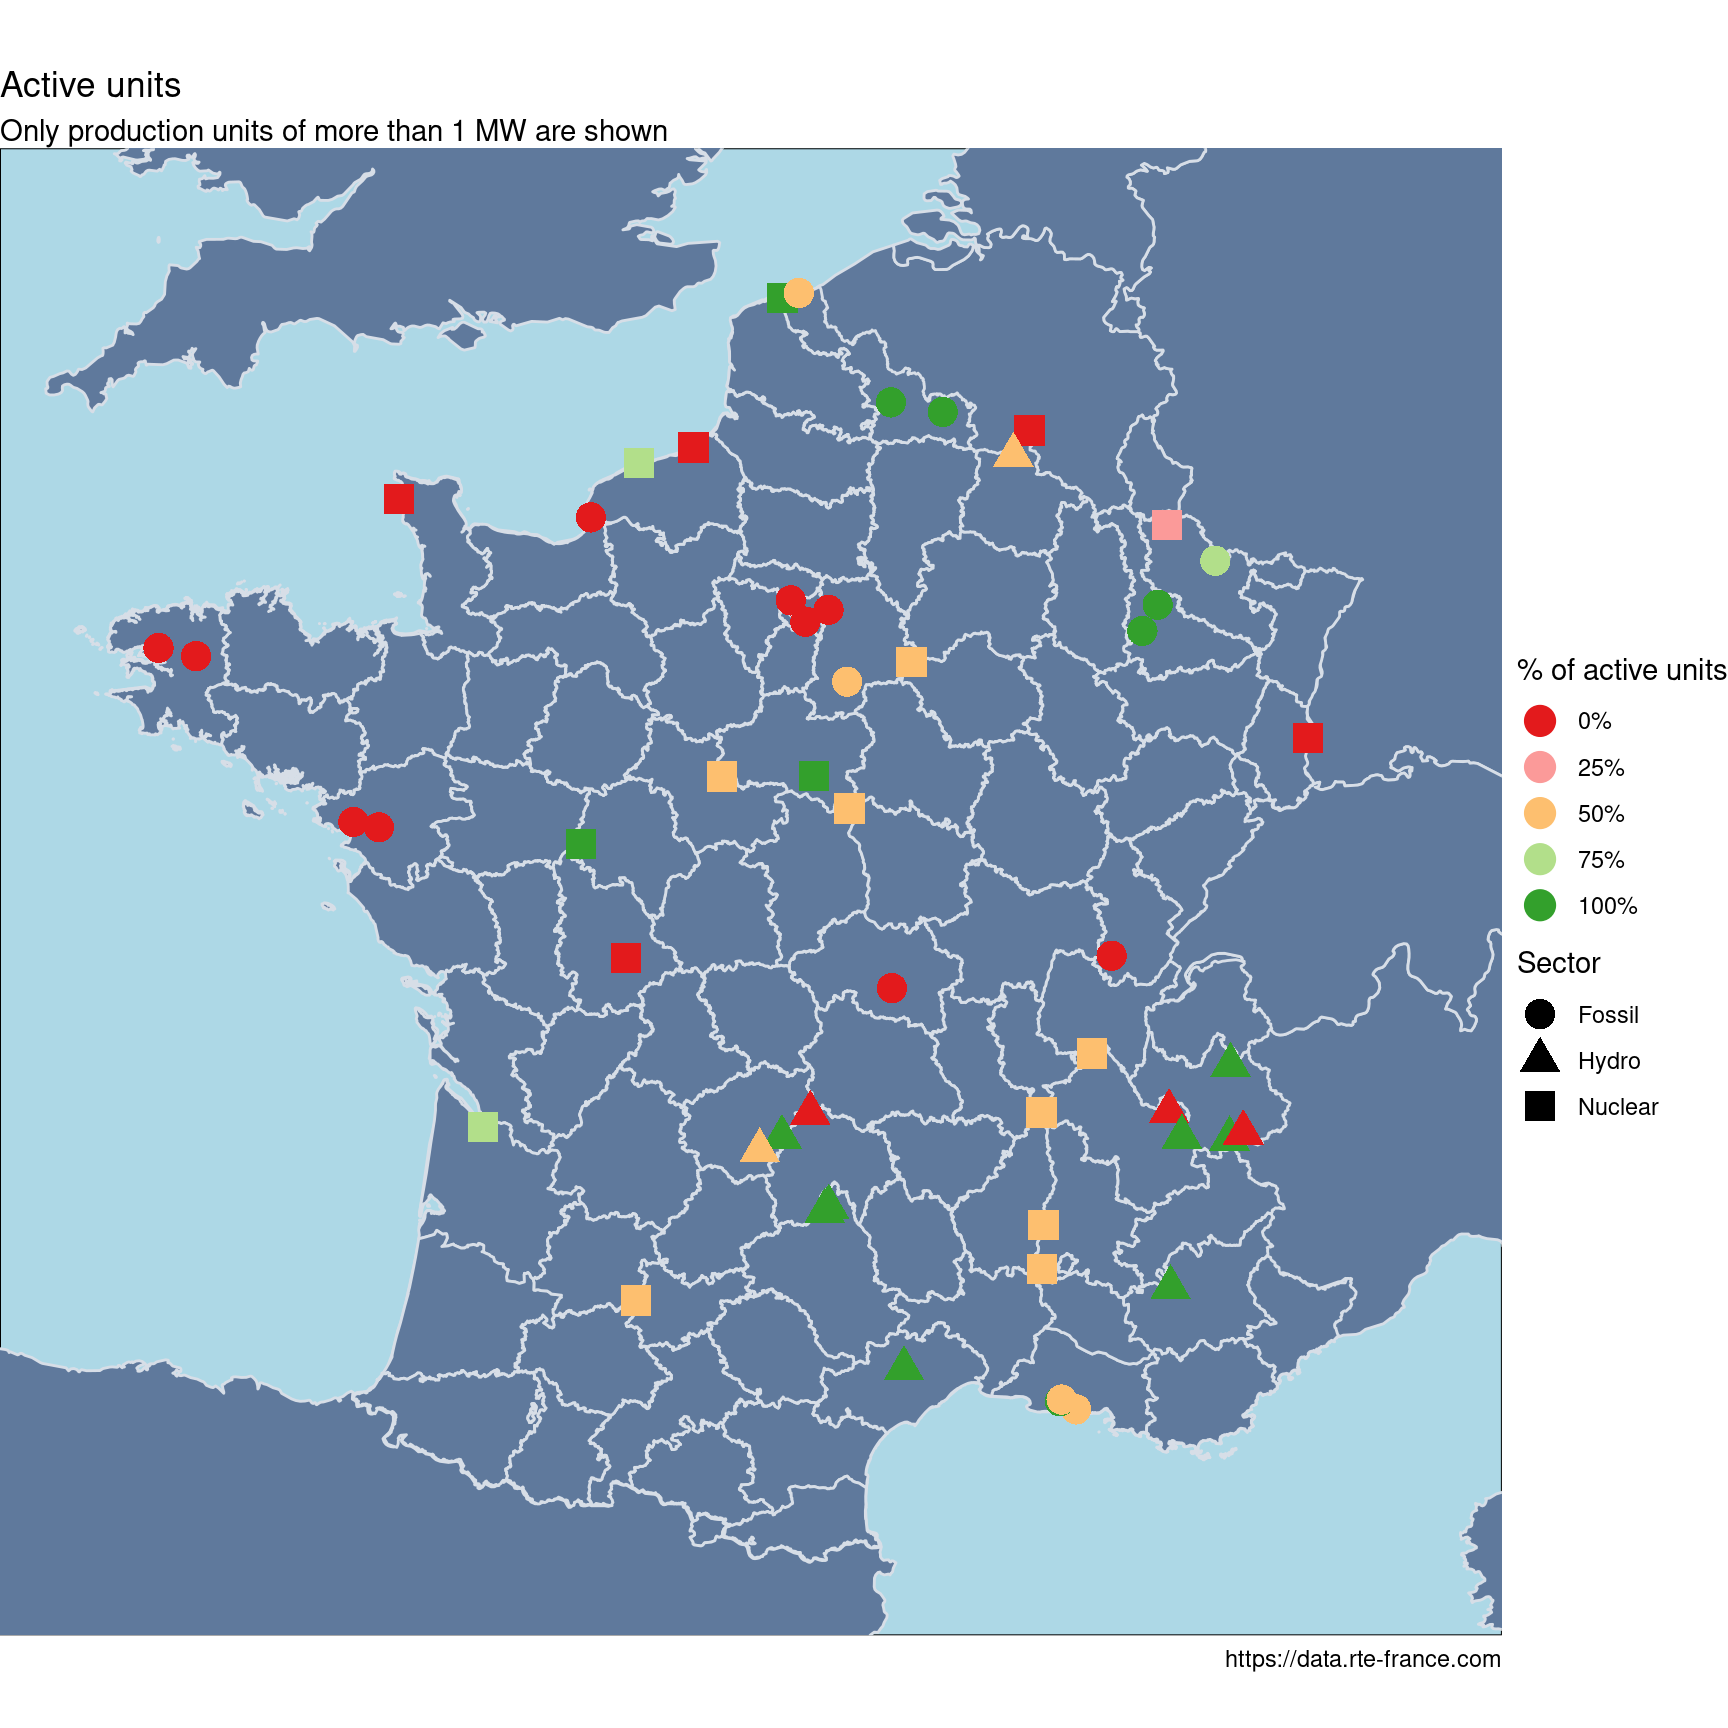 Active units
Only production units of more than 1 MW are shown
% of active units
0%
25%
50%
75%
100%
Sector
Fossil
Hydro
Nuclear
https://data.rte-france.com